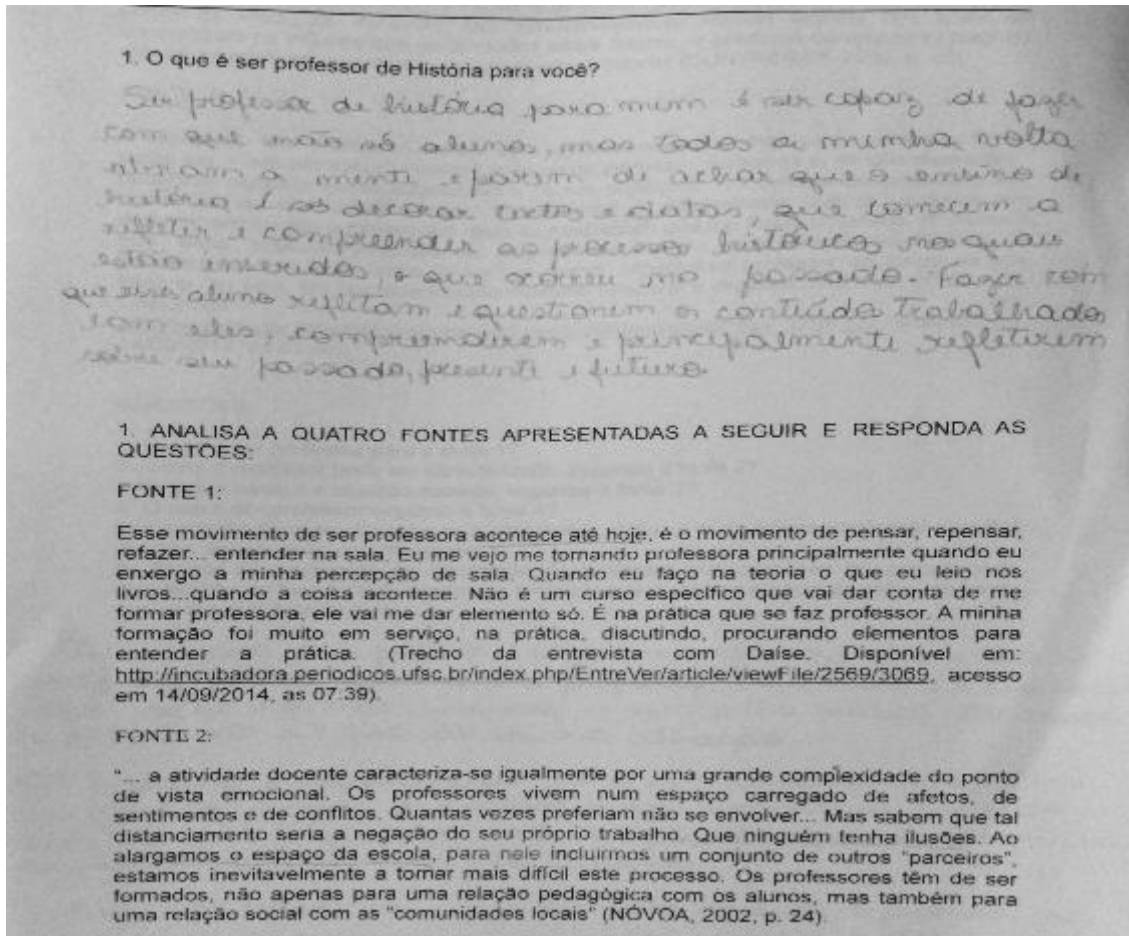 1. O que é ser professor de História para você?
Ser professor de história para mim é ser capaz de fazer
com que não só alunos, mas todos a minha volta
abram a mente e parem de achar que o ensino de
história é só decorar textos e datas, que comecem a
refletir e compreender os processos históricos nos quais
estão inseridos, o que ocorreu no passado. Fazer com
que seus aluno reflitam e questionem os conteúdos trabalhados
com eles, compreenderem e principalmente refletirem
sobre seu passado, presente e futuro.
1. ANALISA A QUATRO FONTES APRESENTADAS A SEGUIR E RESPONDA AS
QUESTÕES:
FONTE 1:
Esse movimento de ser professora acontece até hoje, é o movimento de pensar, repensar,
refazer... entender na sala. Eu me vejo me tornando professora principalmente quando eu
enxergo a minha percepção de sala. Quando eu faço na teoria o que eu leio nos
livros...quando a coisa acontece. Não é um curso específico que vai dar conta de me
formar professora, ele vai me dar elemento só. É na prática que se faz professor. A minha
formação foi muito em serviço, na prática, discutindo, procurando elementos para
entender a prática. (Trecho da entrevista com Daíse. Disponível em:
http://incubadora.periodicos.ufsc.br/index.php/EntreVer/article/viewFile/2569/3069, acesso
em 14/09/2014, as 07:39).
FONTE 2:
"... a atividade docente caracteriza-se igualmente por uma grande complexidade do ponto
de vista emocional. Os professores vivem num espaço carregado de afetos, de
sentimentos e de conflitos. Quantas vezes preferiam não se envolver... Mas sabem que tal
distanciamento seria a negação do seu próprio trabalho. Que ninguém tenha ilusões. Ao
alargamos o espaço da escola, para nele incluirmos um conjunto de outros "parceiros",
estamos inevitavelmente a tornar mais difícil este processo. Os professores têm de ser
formados, não apenas para uma relação pedagógica com os alunos, mas também para
uma relação social com as "comunidades locais" (NÓVOA, 2002, p. 24).